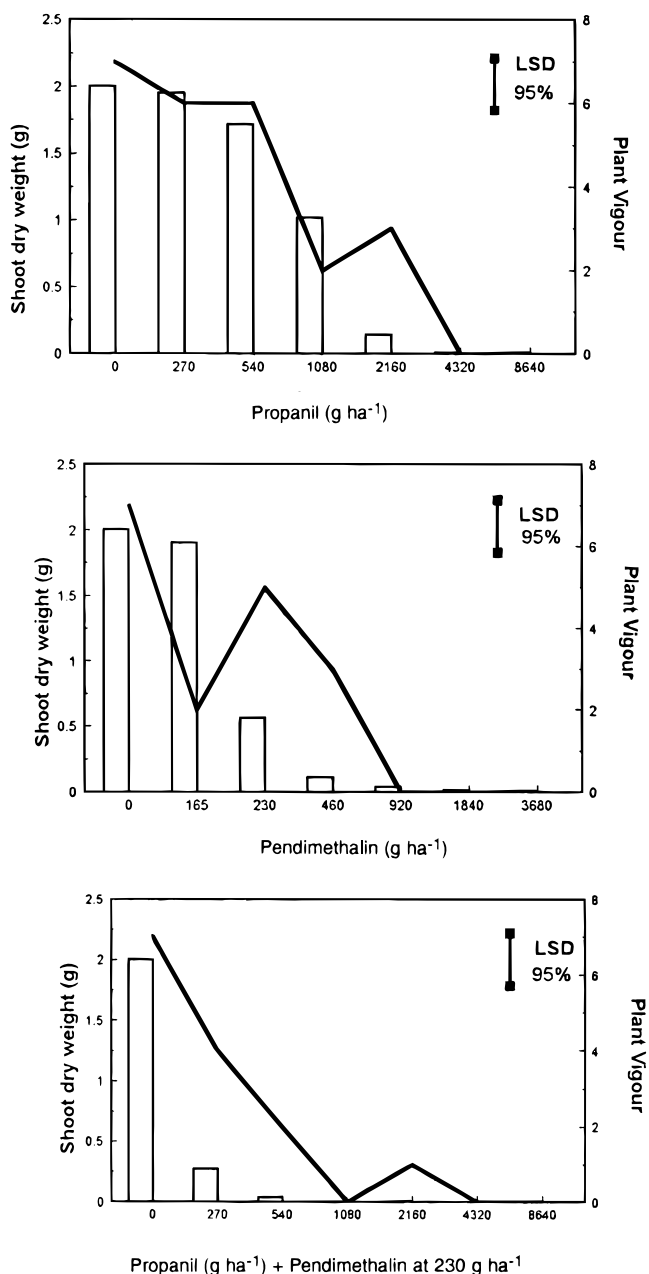 2.5
2
1.5
1
0.5
0
Shoot dry weight (g)
8
6
4
2
0
Plant Vigour
LSD
95%
0 270 540 1080 2160 4320 8640
Propanil (g ha-1)
2.5
2
1.5
1
0.5
0
Shoot dry weight (g)
8
6
4
2
0
Plant Vigour
LSD
95%
0 165 230 460 920 1840 3680
Pendimethalin (g ha-1)
2.5
2
1.5
1
0.5
0
Shoot dry weight (g)
8
6
4
2
0
Plant Vigour
LSD
95%
0 270 540 1080 2160 4320 8640
Propanil (g ha-1) + Pendimethalin at 230 g ha-1